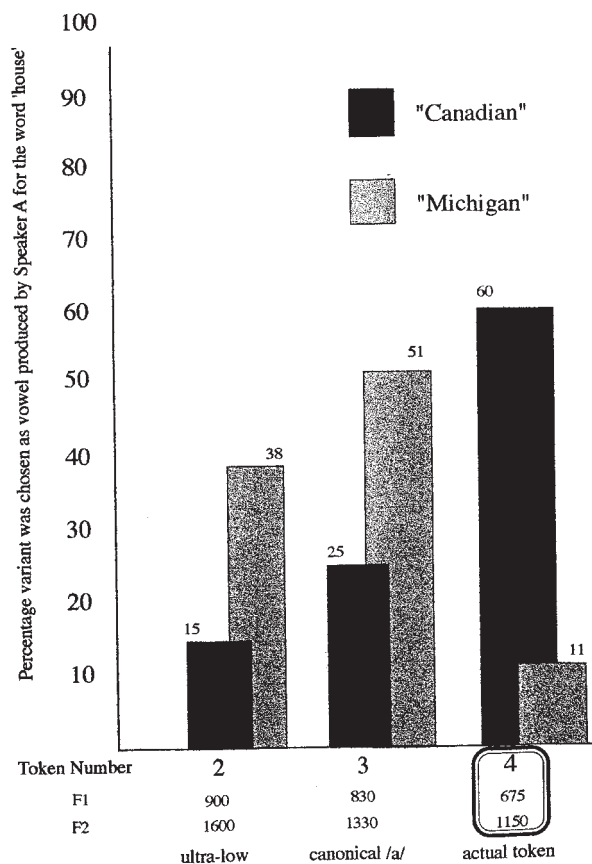 Percentage variant was chosen as vowel produced by Speaker A for the word 'house'
100
90
80
70
60
50
40
30
20
10
"Canadian"
"Michigan"
15
38
25
51
60
11
Token Number 2 3 4
F1 900 830 675
F2 1600 1330 1150
ultra-low canonical /a/ actual token